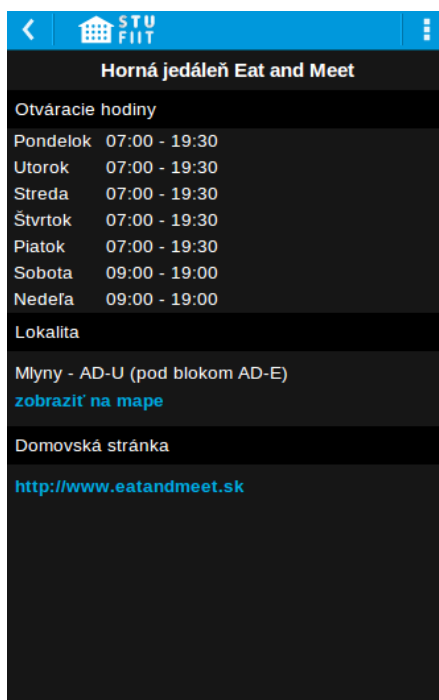 STU
FIIT
Horná jedáleň Eat and Meet
Otváracie hodiny
Pondelok 07:00 - 19:30
Utorok 07:00 - 19:30
Streda 07:00 - 19:30
Štvrtok 07:00 - 19:30
Piatok 07:00 - 19:30
Sobota 09:00 - 19:00
Nedeľa 09:00 - 19:00
Lokalita
Mlyny - AD-U (pod blokom AD-E)
zobraziť na mape
Domovská stránka
http://www.eatandmeet.sk